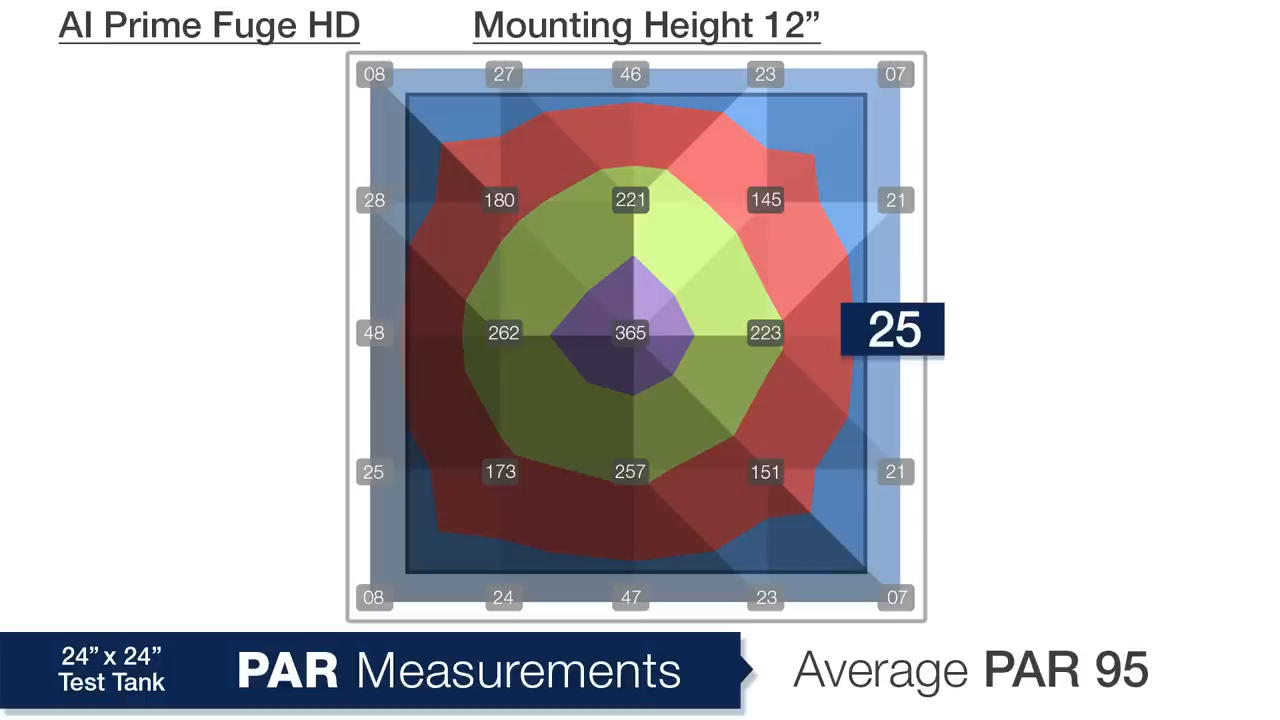 AI Prime Fuge HD Mounting Height 12”
08 27 46 23 07
28 180 221 145 21
48 262 365 223 25
25 173 257 151 21
08 24 47 23 07
24” x 24”
Test Tank
PAR Measurements
Average PAR 95